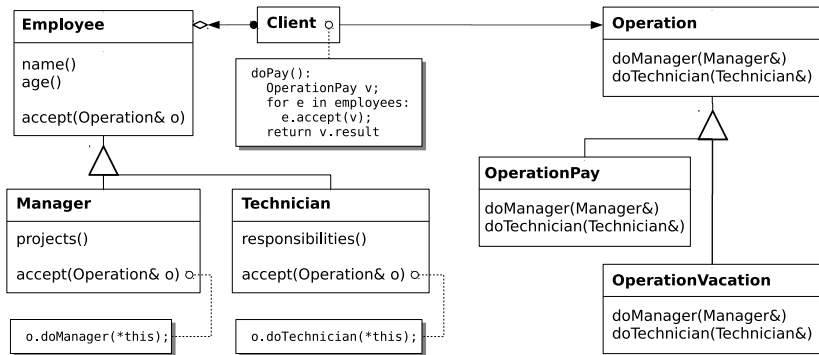 Employee
name()
age()
accept(Operation& o)
Client
doPay():
OperationPay v;
for e in employees:
e.accept(v);
return v.result
Operation
doManager(Manager&)
doTechnician(Technician&)
Manager
projects()
accept(Operation& o)
o.doManager(*this);
Technician
responsibilities()
accept(Operation& o)
o.doTechnician(*this);
OperationPay
doManager(Manager&)
doTechnician(Technician&)
OperationVacation
doManager(Manager&)
doTechnician(Technician&)